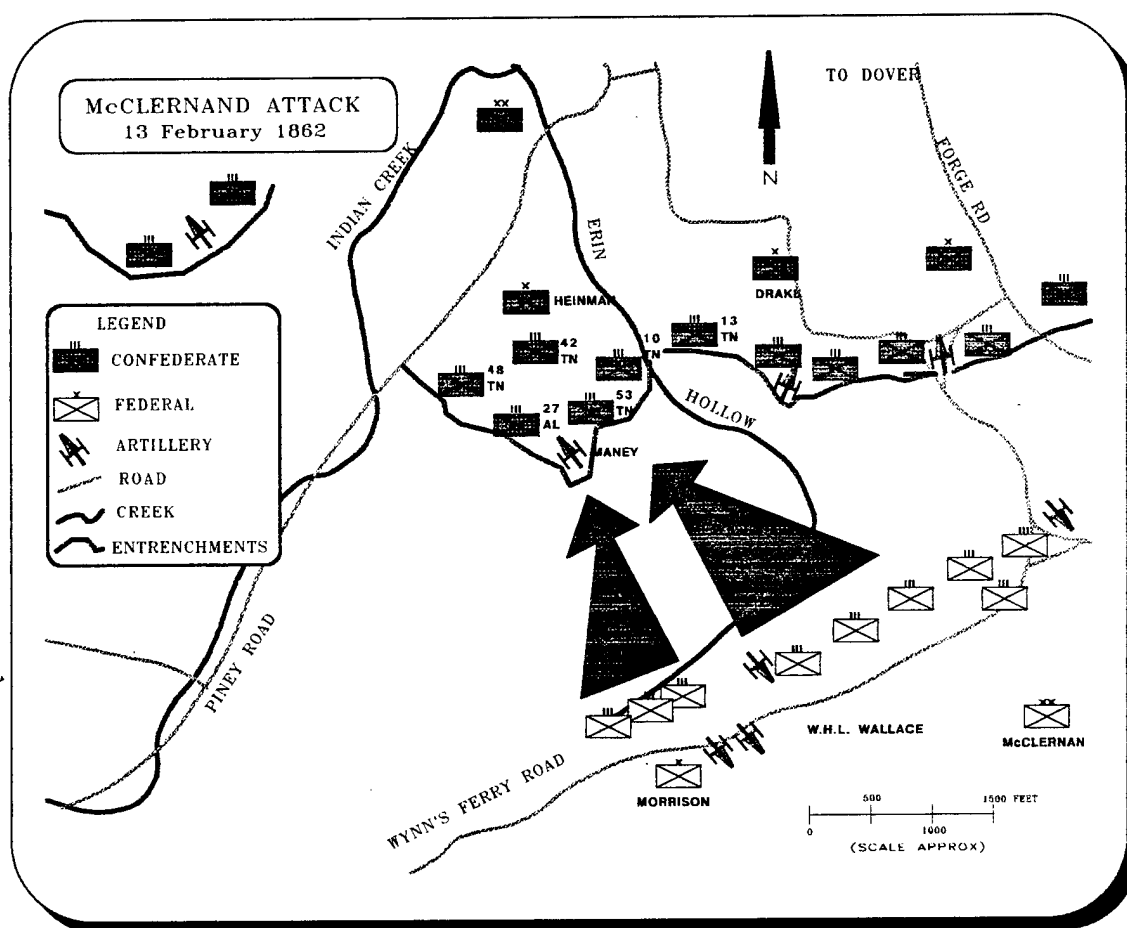 McCLERNAND ATTACK
13 February 1862
TO DOVER
N
INDIAN CREEK
ERIN
HOLLOW
FORGE RD
HEINMAN
DRAKE
42
TN
48
TN
27
AL
53
TN
10
TN
13
TN
MANEY
LEGEND
CONFEDERATE
FEDERAL
ARTILLERY
ROAD
CREEK
ENTRENCHMENTS
PINEY ROAD
WYNN'S FERRY ROAD
MORRISON
W.H.L. WALLACE
McCLERNAN
500
1500 FEET
0
1000
(SCALE APPROX)